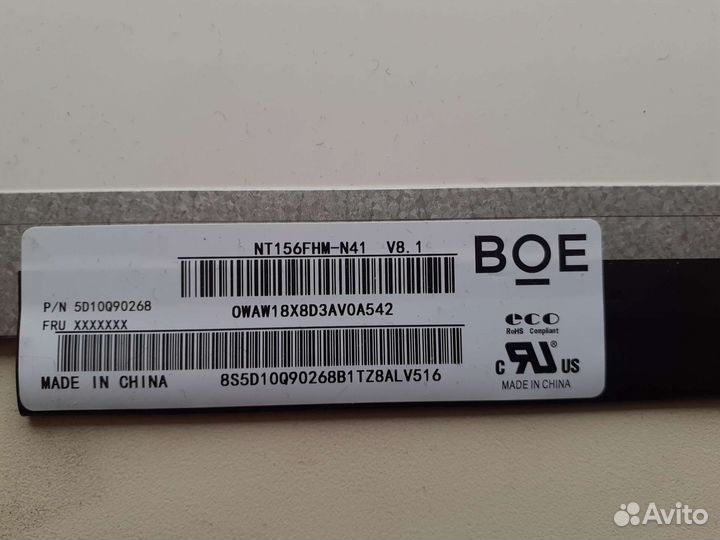 NT156FHM-N41 V8.1
BOE
P/N 5D10Q90268
0WAW18X8D3AV0A542
FRU XXXXXXX
eco
RoHS Compliant
C RU US
MADE IN CHINA
8S5D10Q90268B1TZ8ALV516
MADE IN CHINA
Avito